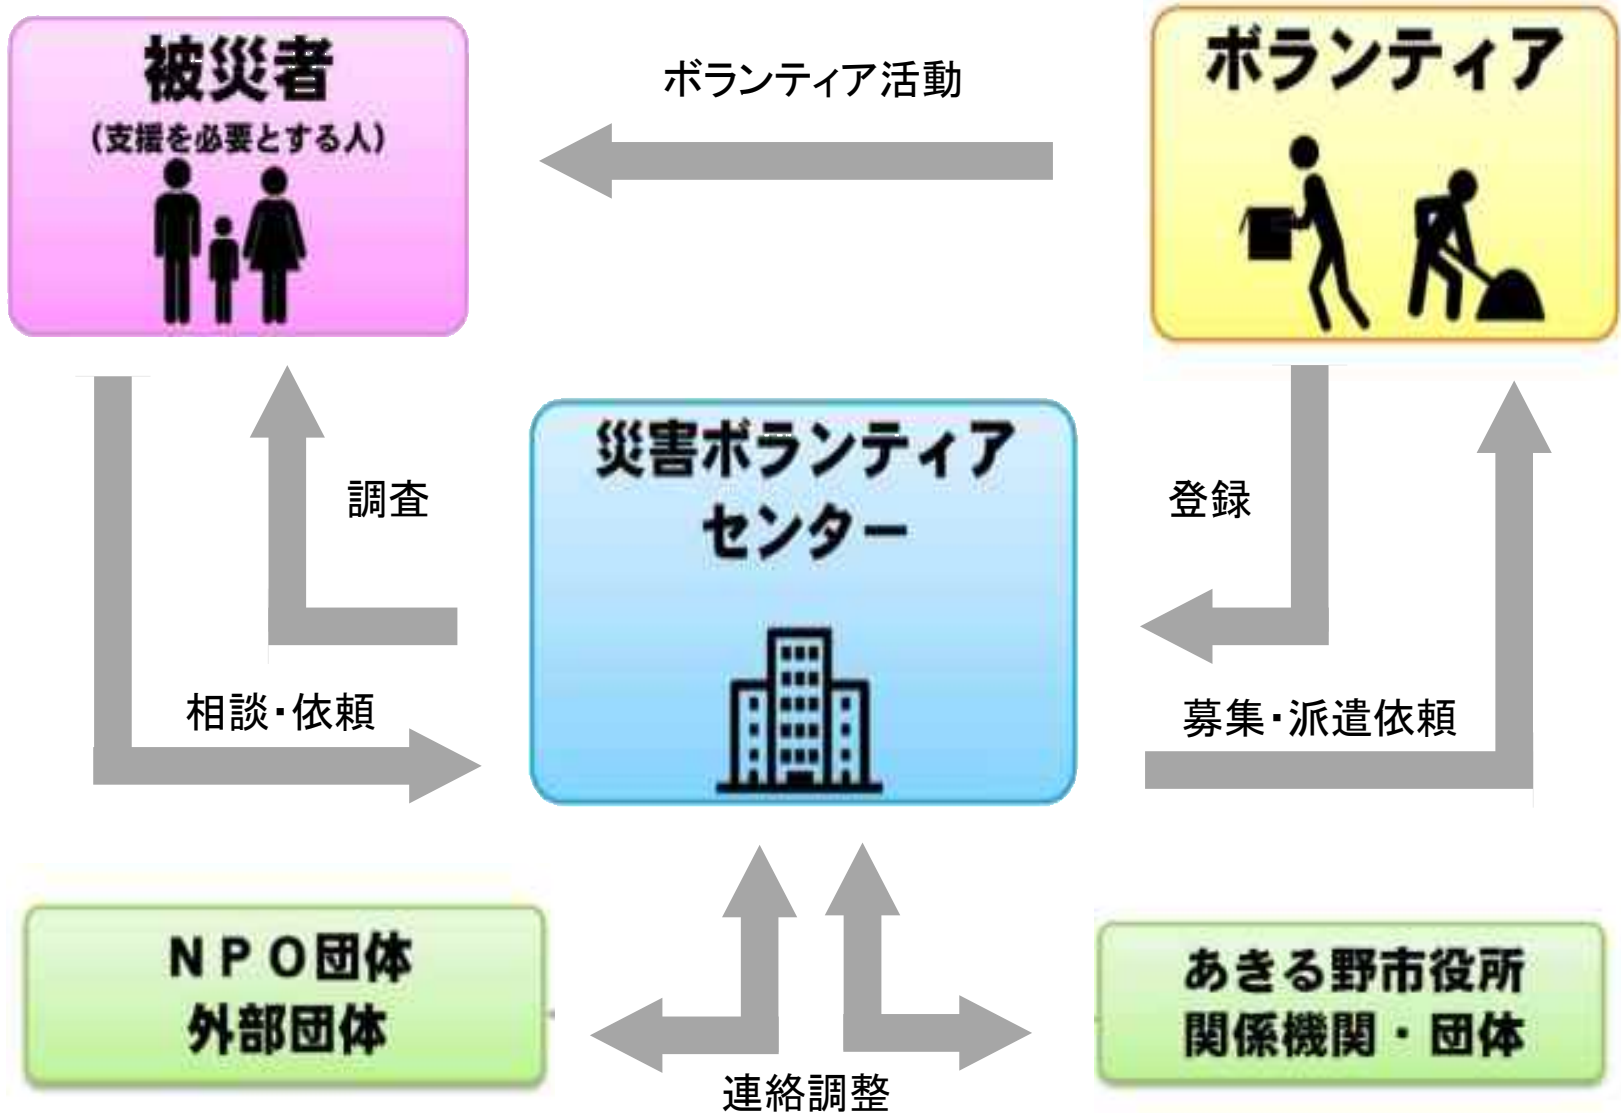 被災者
（支援を必要とする人）
ボランティア活動
ボランティア
災害ボランティア
センター
調査
登録
相談・依頼
募集・派遣依頼
ＮＰＯ団体
外部団体
あきる野市役所
関係機関・団体
連絡調整